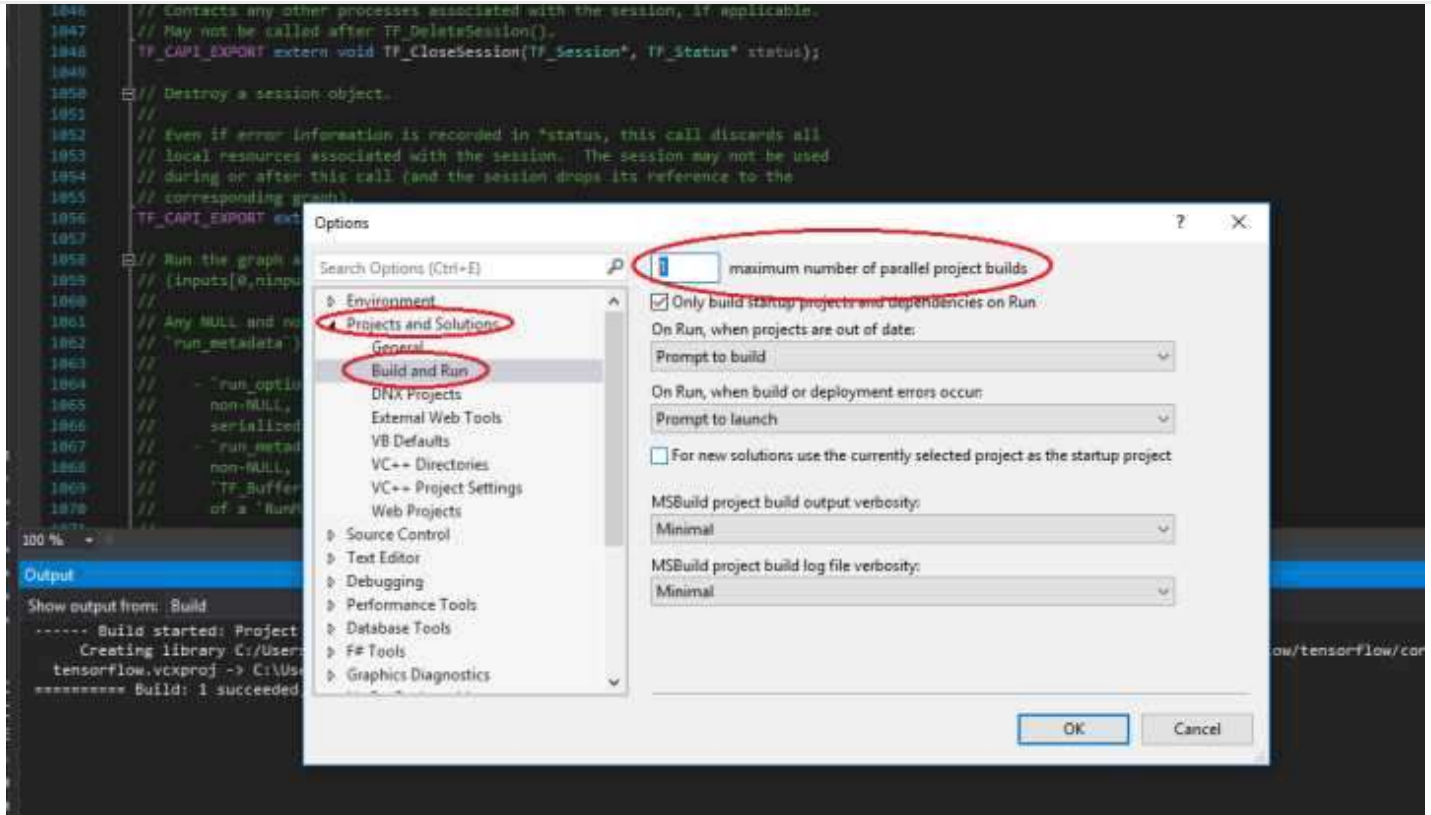 1046 // Contacts any other processes associated with the session, if applicable.
1047 // May not be called after TF_DeleteSession().
1048 TF_CAPI_EXPORT extern void TF_CloseSession(TF_Session*, TF_Status* status);
1049
1050 // Destroy a session object.
1051 //
1052 // Even if error information is recorded in *status, this call discards all
1053 // local resources associated with the session.  The session may not be used
1054 // during or after this call (and the session drops its reference to the
1055 // corresponding graph).
1056 TF_CAPI_EXPORT ext
1057
1058 // Run the graph a
1059 // (inputs[0,ninpu
1060 //
1061 // Any NULL and no
1062 // `run_metadata`)
1063 //
1064 // - `run_optio
1065 // non-NULL,
1066 // serialized
1067 // - `run_metad
1068 // non-NULL,
1069 // `TF_Buffer
1070 // of a `RunM
1071 //
100 %
Output
Show output from: Build
------ Build started: Project
Creating library C:/User
tensorflow.vcxproj -> C:\Use
========== Build: 1 succeeded
ow/tensorflow/cor
Options
? X
Search Options (Ctrl+E)
Environment
Projects and Solutions
General
Build and Run
DNX Projects
External Web Tools
VB Defaults
VC++ Directories
VC++ Project Settings
Web Projects
Source Control
Text Editor
Debugging
Performance Tools
Database Tools
F# Tools
Graphics Diagnostics
1 maximum number of parallel project builds
Only build startup projects and dependencies on Run
On Run, when projects are out of date:
Prompt to build
On Run, when build or deployment errors occur:
Prompt to launch
For new solutions use the currently selected project as the startup project
MSBuild project build output verbosity:
Minimal
MSBuild project build log file verbosity:
Minimal
OK Cancel